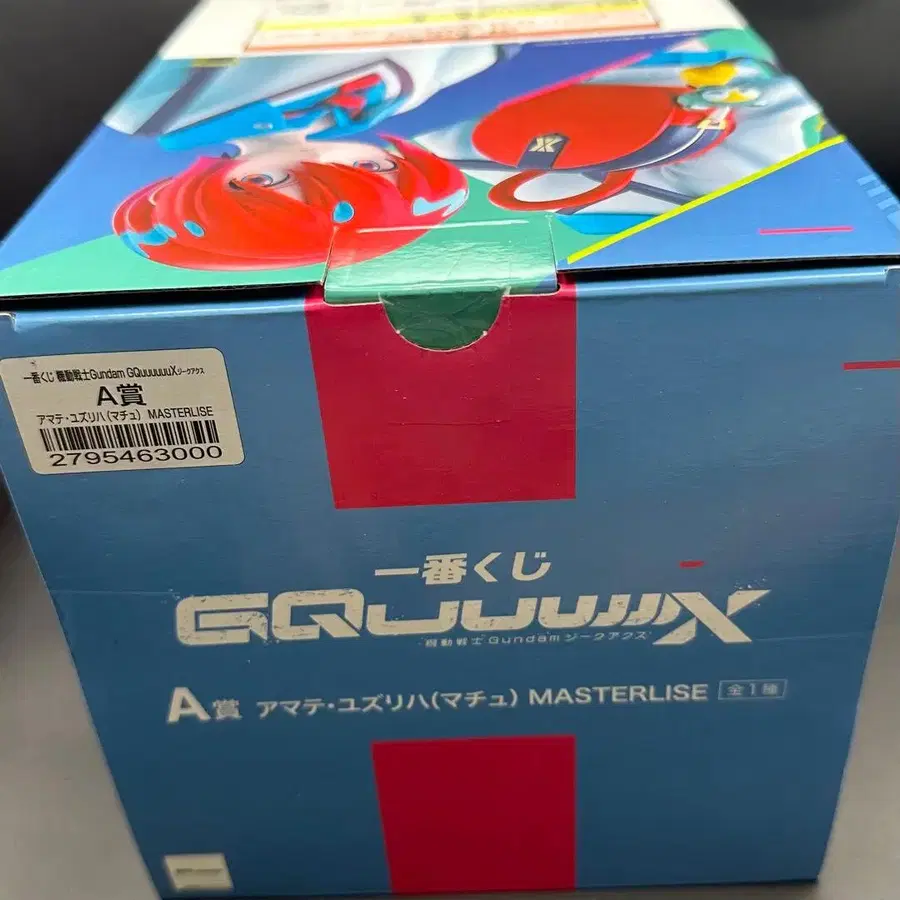 一番くじ 機動戦士Gundam GQuuuuuuXジークアクス
A賞
アマテ・ユズリハ(マチュ) MASTERLISE
2795463000
一番くじ
GQuuuuuuX
機動戦士Gundamジークアクス
A賞 アマテ・ユズリハ(マチュ) MASTERLISE 全1種